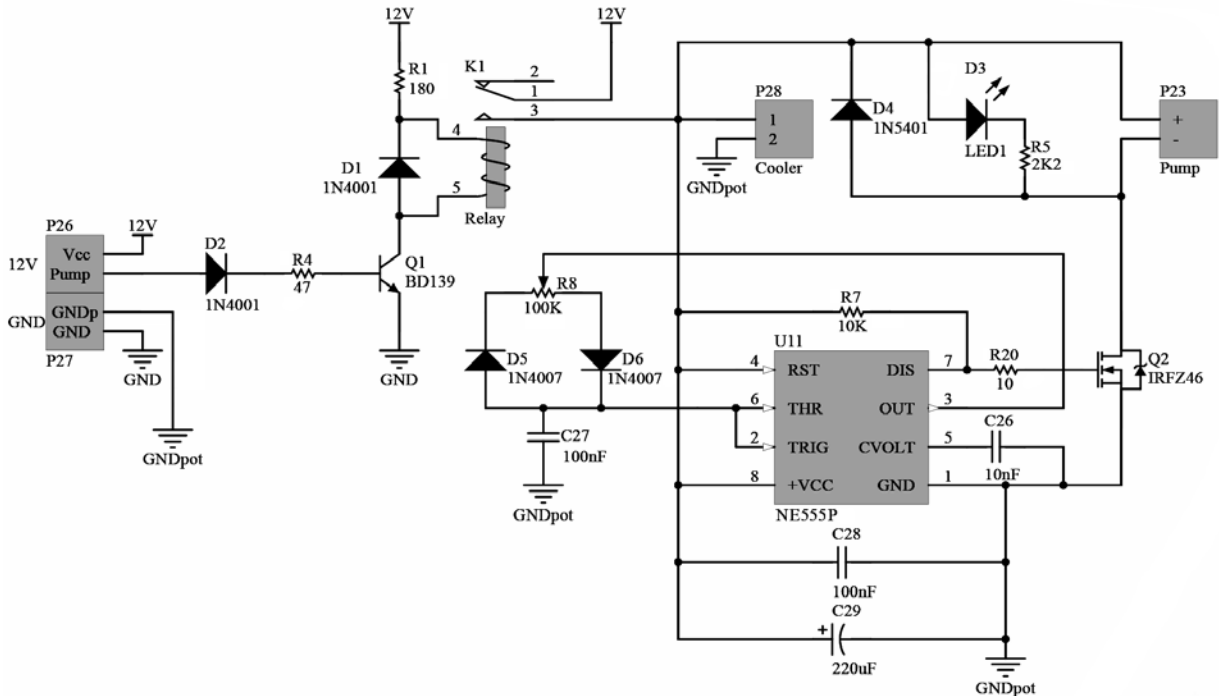 12V
R1
180
K1
2
1
3
12V
4
5
Relay
D1
1N4001
P28
1
2
Cooler
GNDpot
D4
1N5401
D3
LED1
R5
2K2
P23
+
-
Pump
P26
12V
Vcc
Pump
12V
GNDp
GND
GND
P27
GND
GNDpot
D2
1N4001
R4
47
Q1
BD139
GND
R8
100K
D5
1N4007
D6
1N4007
C27
100nF
GNDpot
R7
10K
U11
4 RST DIS 7
6 THR OUT 3
2 TRIG CVOLT 5
8 +VCC GND 1
NE555P
R20
10
Q2
IRFZ46
C26
10nF
C28
100nF
C29
+
220uF
GNDpot